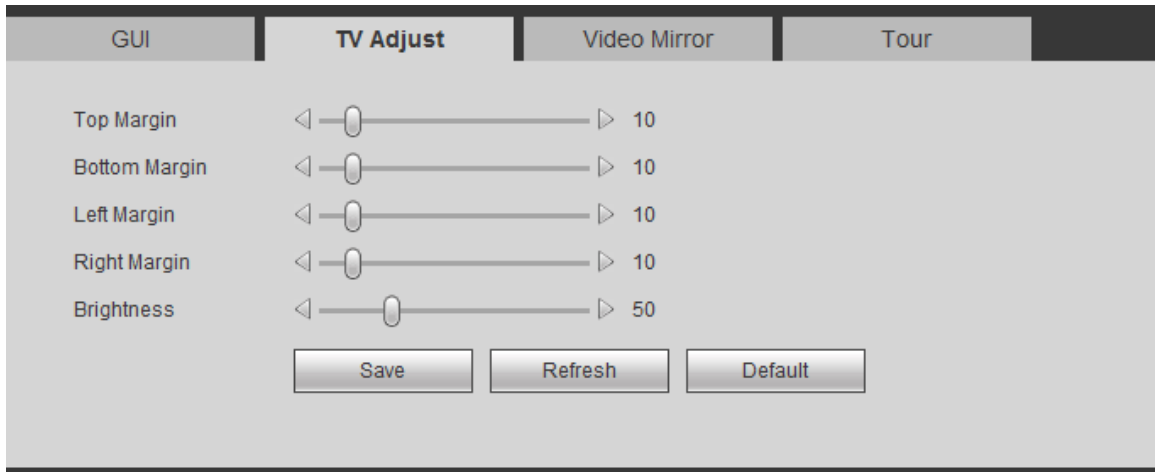 GUI TV Adjust Video Mirror Tour
Top Margin 10
Bottom Margin 10
Left Margin 10
Right Margin 10
Brightness 50
Save Refresh Default